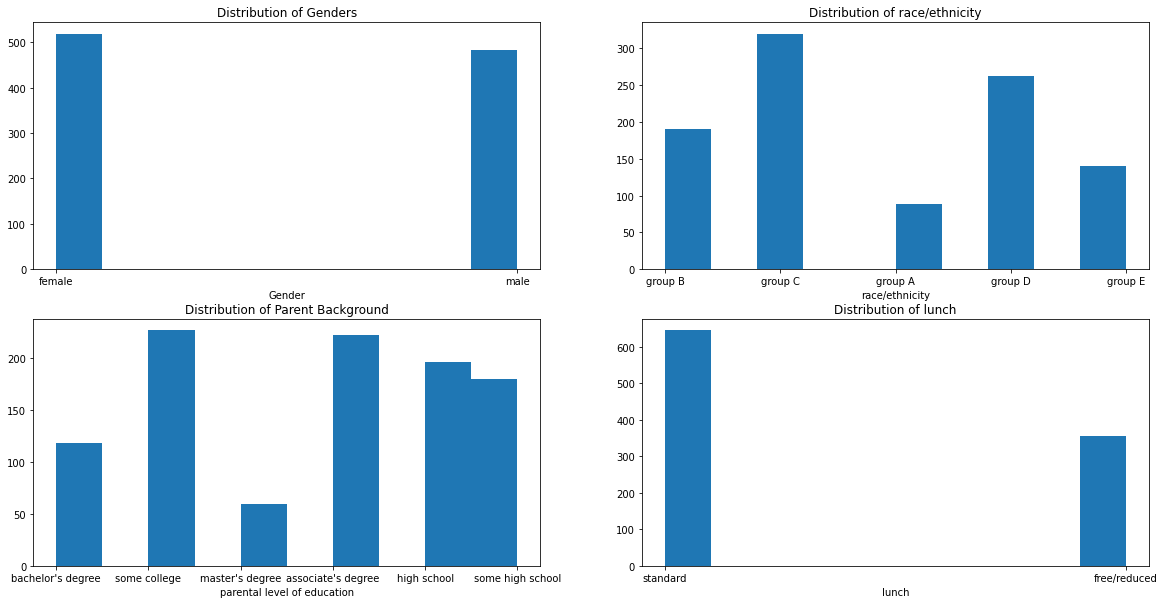 Distribution of Genders
500
400
300
200
100
0
female male
Gender
Distribution of race/ethnicity
300
250
200
150
100
50
0
group B group C group A group D group E
race/ethnicity
Distribution of Parent Background
200
150
100
50
0
bachelor's degree some college master's degree associate's degree high school some high school
parental level of education
Distribution of lunch
600
500
400
300
200
100
0
standard free/reduced
lunch